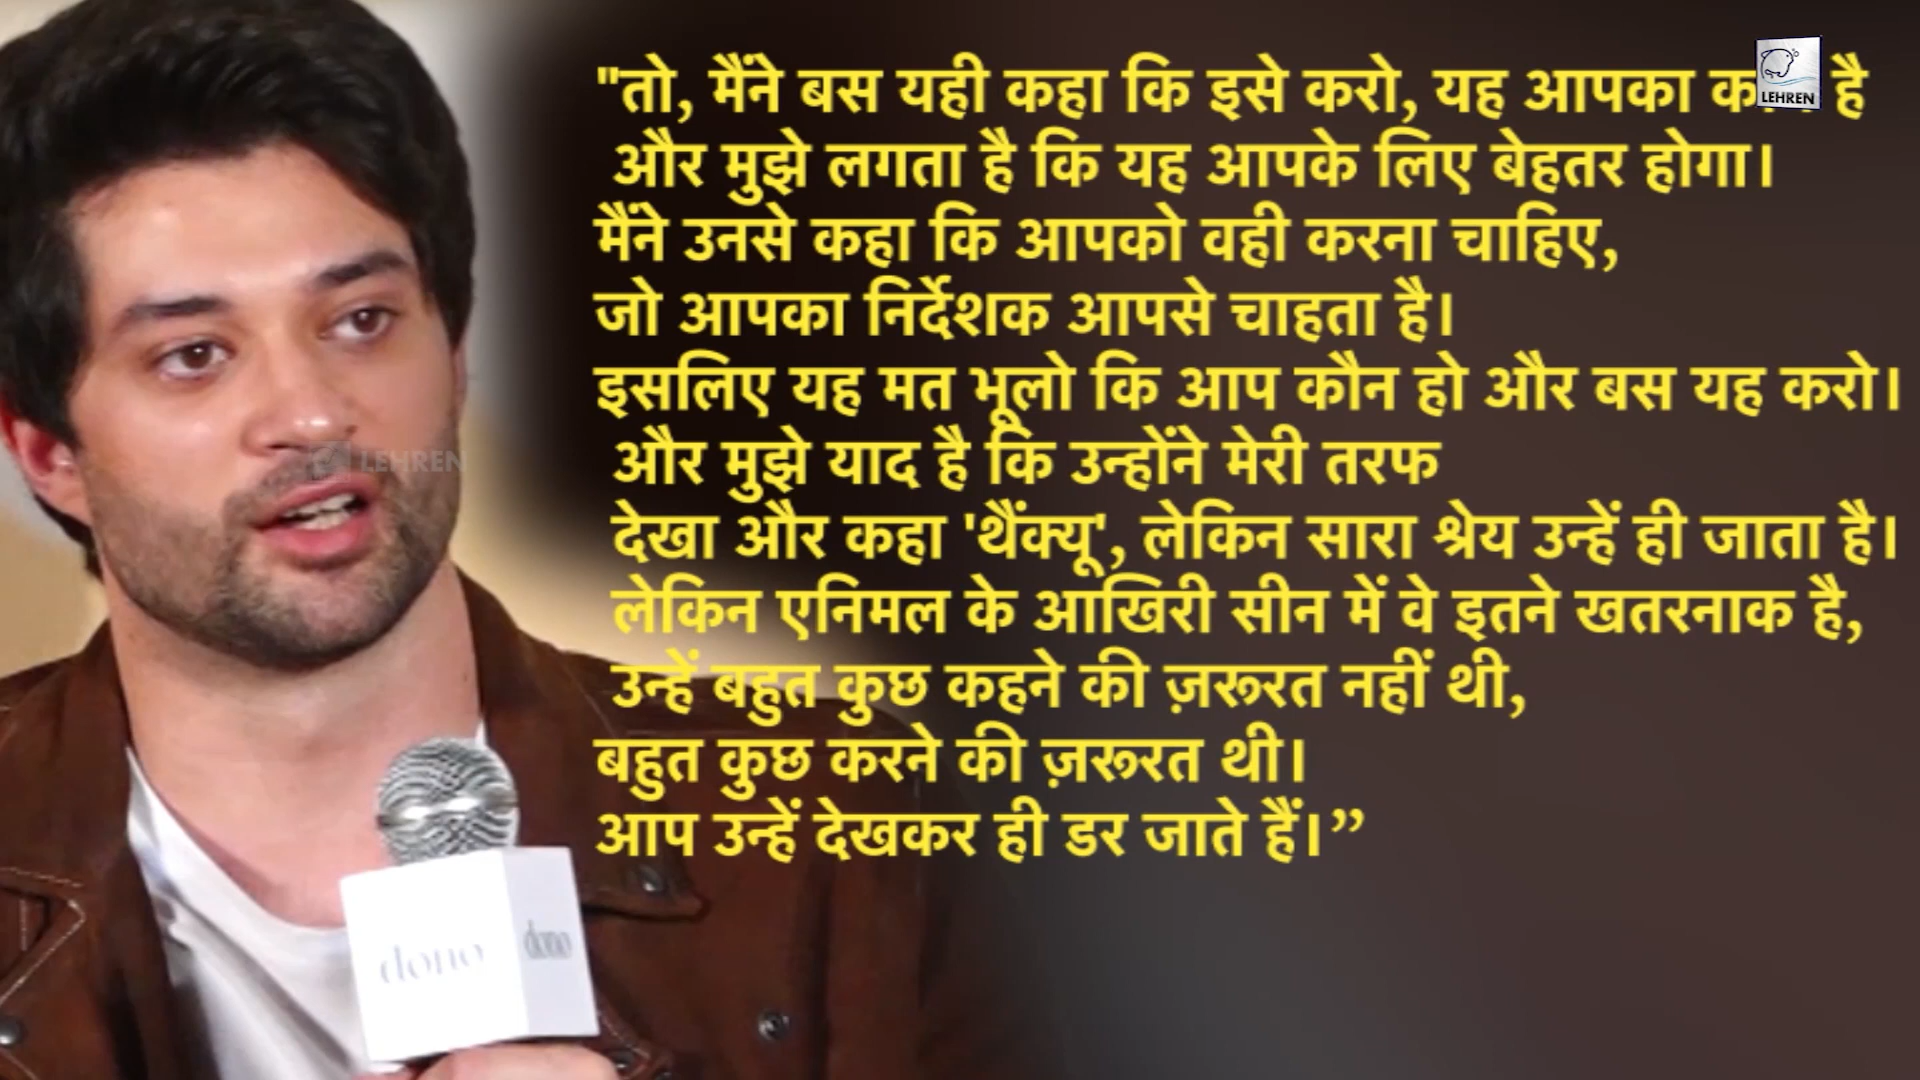 "तो, मैंने बस यही कहा कि इसे करो, यह आपका है
और मुझे लगता है कि यह आपके लिए बेहतर होगा।
मैंने उनसे कहा कि आपको वही करना चाहिए,
जो आपका निर्देशक आपसे चाहता है।
इसलिए यह मत भूलो कि आप कौन हो और बस यह करो।
और मुझे याद है कि उन्होंने मेरी तरफ
देखा और कहा 'थैंक्यू', लेकिन सारा श्रेय उन्हें ही जाता है।
लेकिन एनिमल के आखिरी सीन में वे इतने खतरनाक है,
उन्हें बहुत कुछ कहने की ज़रूरत नहीं थी,
बहुत कुछ करने की ज़रूरत थी।
आप उन्हें देखकर ही डर जाते हैं।”
LEHREN
LEHREN
dono
dono